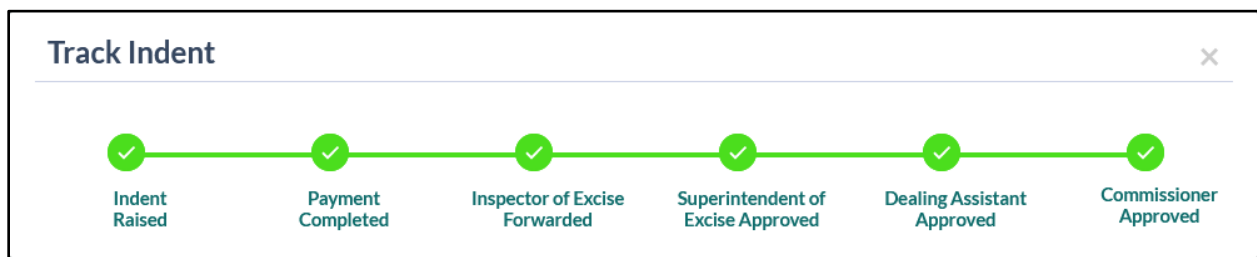 Track Indent
×
Indent
Raised
Payment
Completed
Inspector of Excise
Forwarded
Superintendent of
Excise Approved
Dealing Assistant
Approved
Commissioner
Approved